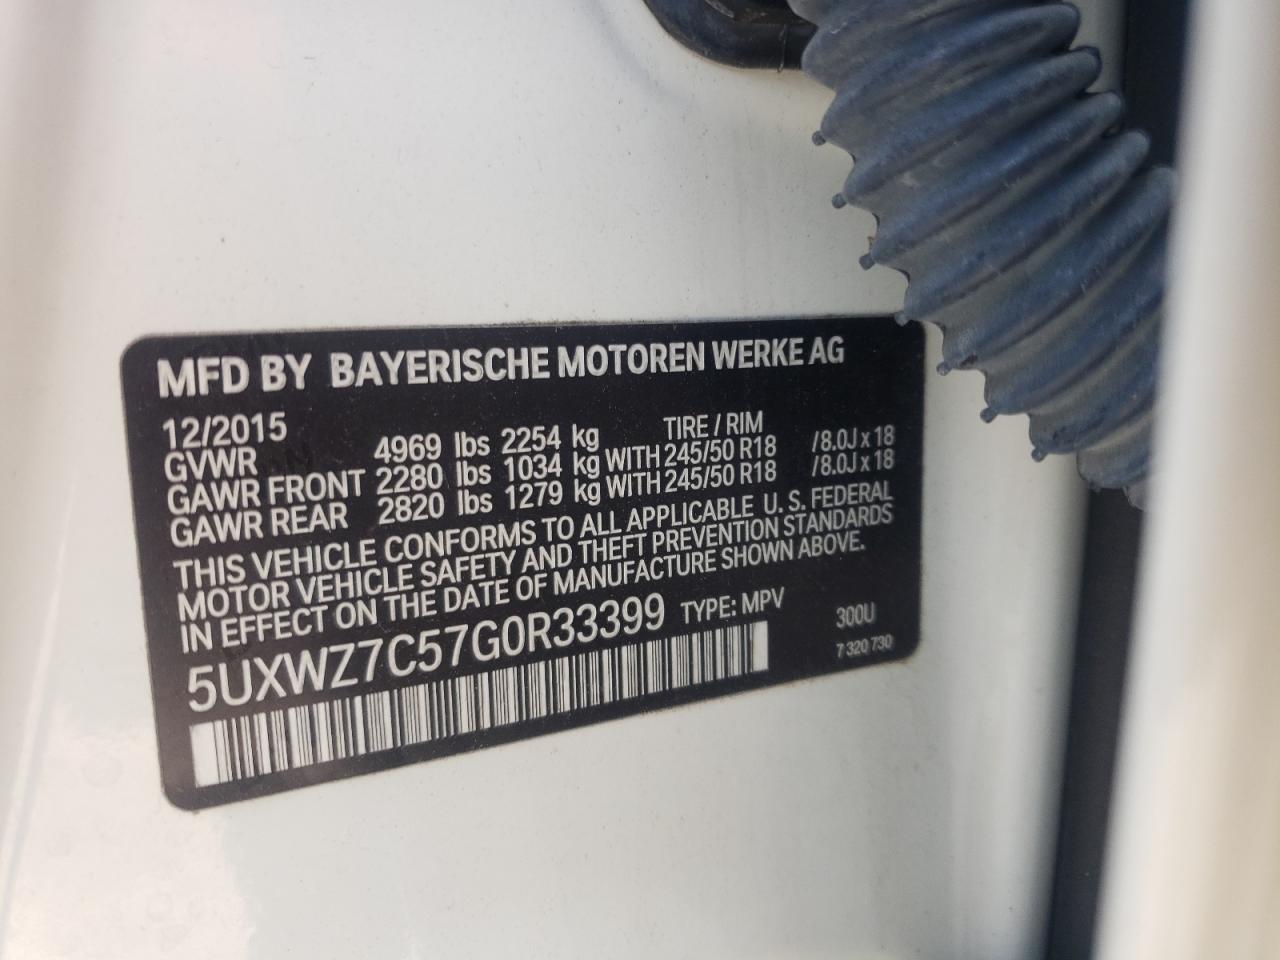 MFD BY BAYERISCHE MOTOREN WERKE AG
12/2015 TIRE / RIM
GVWR 4969 lbs 2254 kg
GAWR FRONT 2280 lbs 1034 kg WITH 245/50 R18 /8.0J x 18
GAWR REAR 2820 lbs 1279 kg WITH 245/50 R18 /8.0J x 18
THIS VEHICLE CONFORMS TO ALL APPLICABLE U. S. FEDERAL
MOTOR VEHICLE SAFETY AND THEFT PREVENTION STANDARDS
IN EFFECT ON THE DATE OF MANUFACTURE SHOWN ABOVE.
5UXWZ7C57G0R33399 TYPE: MPV 300U
7 320 730